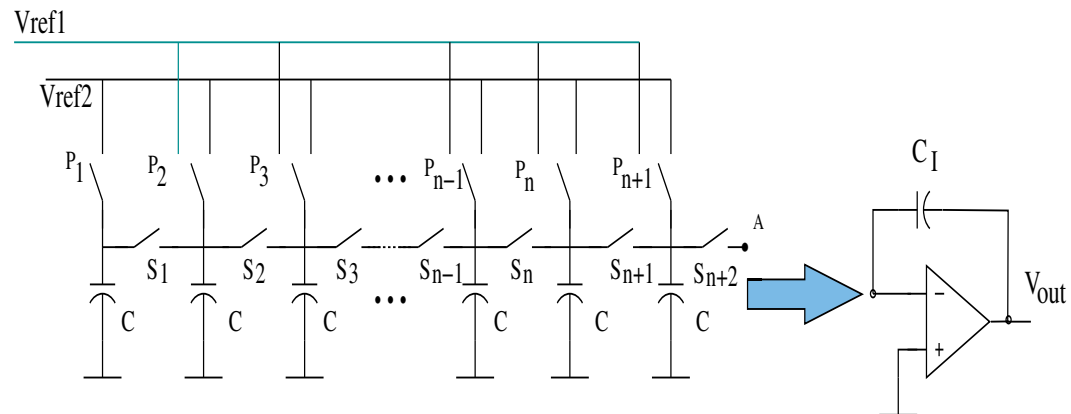 Vref1
Vref2
P1 P2 P3 ••• Pn−1 Pn Pn+1
CI
A
S1 S2 S3 Sn−1 Sn Sn+1 Sn+2
•••
C C C C C C
−
+
Vout